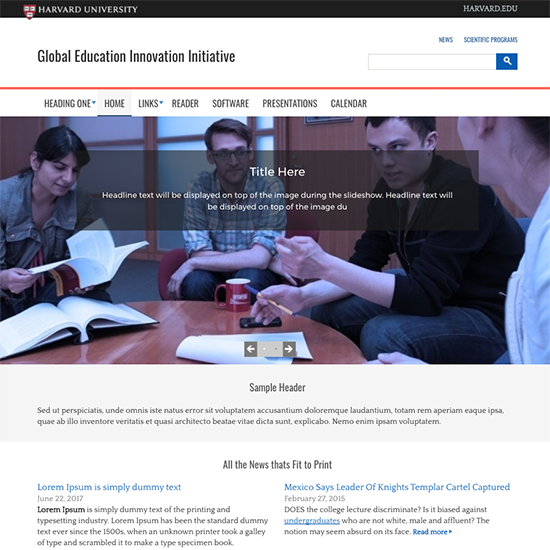 HARVARD UNIVERSITY
HARVARD.EDU
NEWS
SCIENTIFIC PROGRAMS
Global Education Innovation Initiative
HEADING ONE
HOME
LINKS
READER
SOFTWARE
PRESENTATIONS
CALENDAR
Title Here
Headline text will be displayed on top of the image during the slideshow. Headline text will
be displayed on top of the image du
Sample Header
Sed ut perspiciatis, unde omnis iste natus error sit voluptatem accusantium doloremque laudantium, totam rem aperiam eaque ipsa,
quae ab illo inventore veritatis et quasi architecto beatae vitae dicta sunt, explicabo. Nemo enim ipsam voluptatem.
All the News thats Fit to Print
Lorem Ipsum is simply dummy text
June 22, 2017
Lorem Ipsum is simply dummy text of the printing and
typesetting industry. Lorem Ipsum has been the standard dummy
text ever since the 1500s, when an unknown printer took a galley
of type and scrambled it to make a type specimen book.
Mexico Says Leader Of Knights Templar Cartel Captured
February 27, 2015
DOES the college lecture discriminate? Is it biased against
undergraduates who are not white, male and affluent? The
notion may seem absurd on its face. Read more